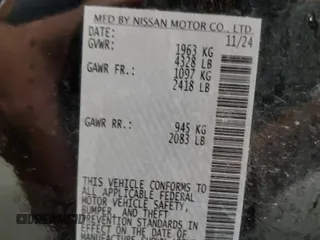 MFD BY NISSAN MOTOR CO., LTD.
DATE: 11/24
GVWR: 1963 KG
4328 LB
GAWR FR.: 1097 KG
2418 LB
GAWR RR.: 945 KG
2083 LB
THIS VEHICLE CONFORMS TO
ALL APPLICABLE FEDERAL
MOTOR VEHICLE SAFETY,
BUMPER, AND THEFT
PREVENTION STANDARDS IN
EFFECT ON THE DATE OF